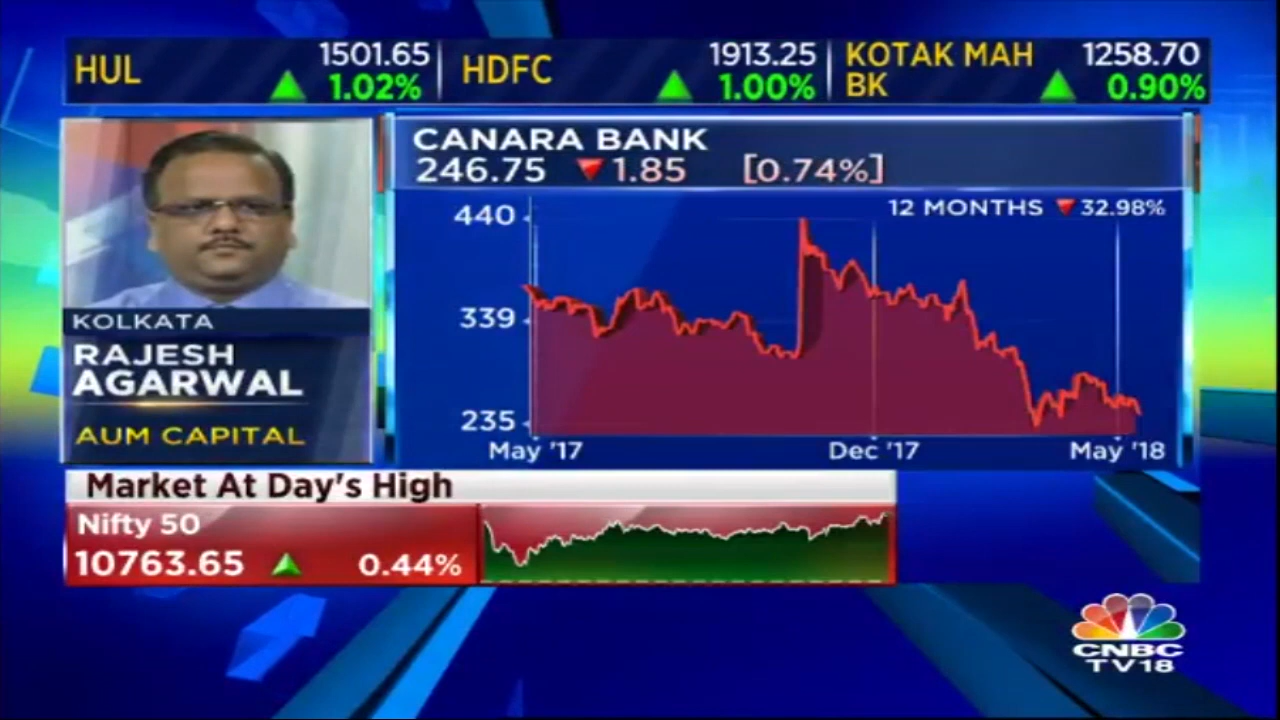 HUL
1501.65
▲ 1.02%
HDFC
1913.25
▲ 1.00%
KOTAK MAH
BK
1258.70
▲ 0.90%
KOLKATA
RAJESH
AGARWAL
AUM CAPITAL
CANARA BANK
246.75 ▼1.85 [0.74%]
12 MONTHS ▼32.98%
440
339
235
May '17 Dec '17 May '18
Market At Day's High
Nifty 50
10763.65 ▲ 0.44%
CNBC
TV18